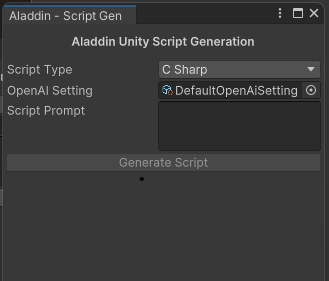 Aladdin - Script Gen
Aladdin Unity Script Generation
Script Type C Sharp
OpenAI Setting DefaultOpenAiSetting
Script Prompt
Generate Script